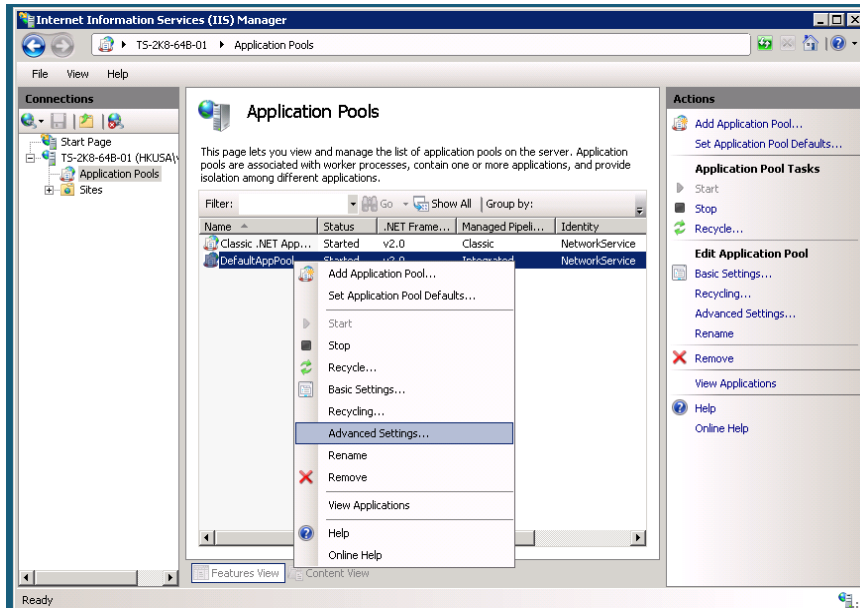 Internet Information Services (IIS) Manager
TS-2K8-64B-01 Application Pools
File View Help
Connections
Start Page
TS-2K8-64B-01 (HKUSA\
Application Pools
Sites
Application Pools
This page lets you view and manage the list of application pools on the server. Application
pools are associated with worker processes, contain one or more applications, and provide
isolation among different applications.
Filter: Go Show All Group by:
Name Status .NET Frame... Managed Pipeli... Identity
Classic .NET App... Started v2.0 Classic NetworkService
DefaultAppPool Started v2.0 Integrated NetworkService
Add Application Pool...
Set Application Pool Defaults...
Start
Stop
Recycle...
Basic Settings...
Recycling...
Advanced Settings...
Rename
Remove
View Applications
Help
Online Help
Features View Content View
Actions
Add Application Pool...
Set Application Pool Defaults...
Application Pool Tasks
Start
Stop
Recycle...
Edit Application Pool
Basic Settings...
Recycling...
Advanced Settings...
Rename
Remove
View Applications
Help
Online Help
Ready